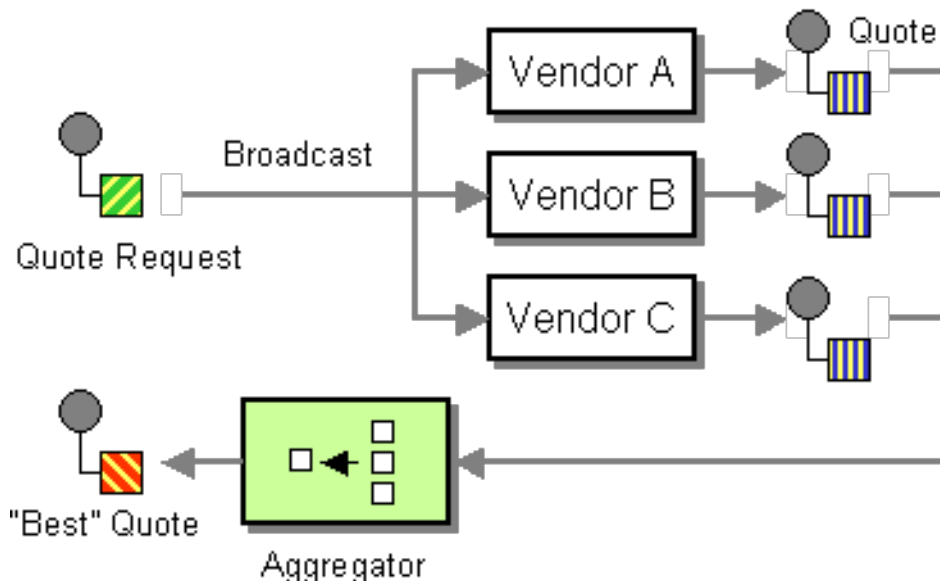 Quote
Vendor A
Broadcast
Vendor B
Quote Request
Vendor C
"Best" Quote
Aggregator